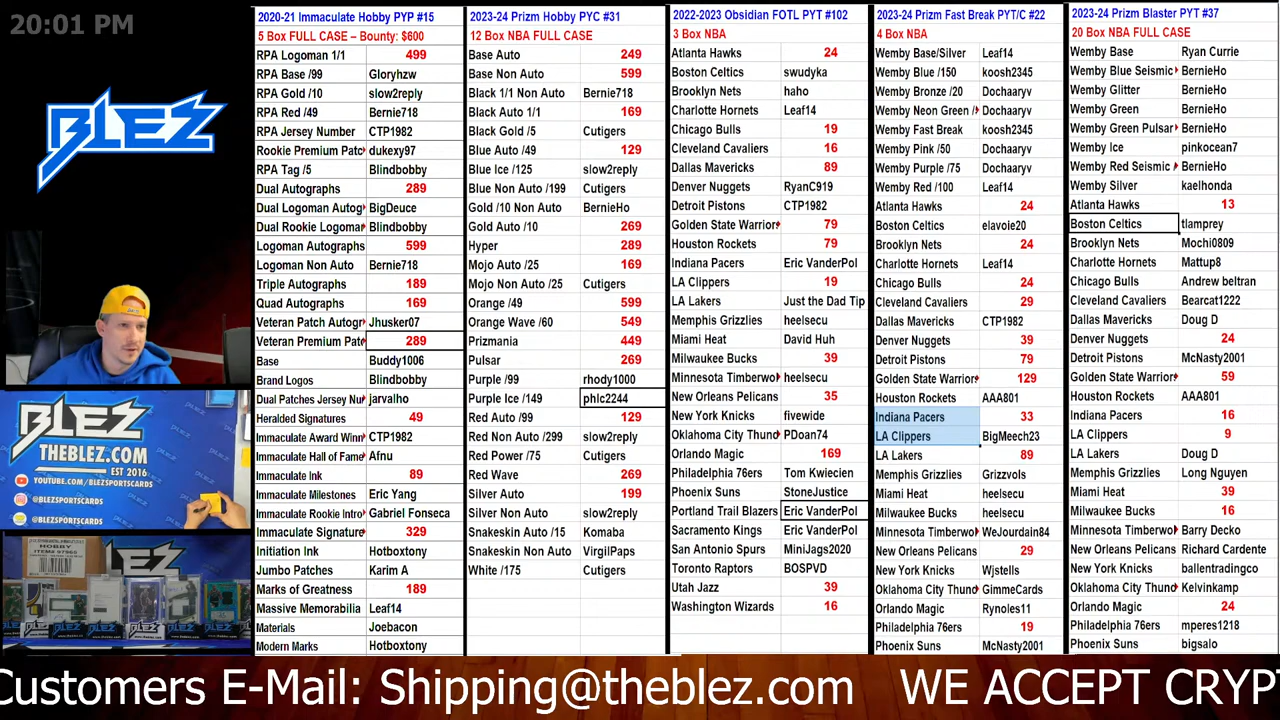 20:01 PM
BLEZ
BLEZ
THEBLEZ.COM
EST 2016
YOUTUBE.COM/BLEZSPORTSCARDS
@BLEZSPORTSCARDS
@BLEZSPORTSCARDS
HOBBY
2020-21 Immaculate Hobby PYP #15
5 Box FULL CASE – Bounty: $600
RPA Logoman 1/1 499
RPA Base /99 Gloryhzw
RPA Gold /10 slow2reply
RPA Red /49 Bernie718
RPA Jersey Number CTP1982
Rookie Premium Patc dukexy97
RPA Tag /5 Blindbobby
Dual Autographs 289
Dual Logoman Autog BigDeuce
Dual Rookie Logoma Blindbobby
Logoman Autographs 599
Logoman Non Auto Bernie718
Triple Autographs 189
Quad Autographs 169
Veteran Patch Autogr Jhusker07
Veteran Premium Pat 289
Base Buddy1006
Brand Logos Blindbobby
Dual Patches Jersey Nu jarvalho
Heralded Signatures 49
Immaculate Award Winn CTP1982
Immaculate Hall of Fame Afnu
Immaculate Ink 89
Immaculate Milestones Eric Yang
Immaculate Rookie Intro Gabriel Fonseca
Immaculate Signature 329
Initiation Ink Hotboxtony
Jumbo Patches Karim A
Marks of Greatness 189
Massive Memorabilia Leaf14
Materials Joebacon
Modern Marks Hotboxtony
2023-24 Prizm Hobby PYC #31
12 Box NBA FULL CASE
Base Auto 249
Base Non Auto 599
Black 1/1 Non Auto Bernie718
Black Auto 1/1 169
Black Gold /5 Cutigers
Blue Auto /49 129
Blue Ice /125 slow2reply
Blue Non Auto /199 Cutigers
Gold /10 Non Auto BernieHo
Gold Auto /10 269
Hyper 289
Mojo Auto /25 169
Mojo Non Auto /25 Cutigers
Orange /49 599
Orange Wave /60 549
Prizmania 449
Pulsar 269
Purple /99 rhody1000
Purple Ice /149 phlc2244
Red Auto /99 129
Red Non Auto /299 slow2reply
Red Power /75 Cutigers
Red Wave 269
Silver Auto 199
Silver Non Auto slow2reply
Snakeskin Auto /15 Komaba
Snakeskin Non Auto VirgilPaps
White /175 Cutigers
2022-2023 Obsidian FOTL PYT #102
3 Box NBA
Atlanta Hawks 24
Boston Celtics swudyka
Brooklyn Nets haho
Charlotte Hornets Leaf14
Chicago Bulls 19
Cleveland Cavaliers 16
Dallas Mavericks 89
Denver Nuggets RyanC919
Detroit Pistons CTP1982
Golden State Warrior 79
Houston Rockets 79
Indiana Pacers Eric VanderPol
LA Clippers 19
LA Lakers Just the Dad Tip
Memphis Grizzlies heelsecu
Miami Heat David Huh
Milwaukee Bucks 39
Minnesota Timberwo heelsecu
New Orleans Pelicans 35
New York Knicks fivewide
Oklahoma City Thund PDoan74
Orlando Magic 169
Philadelphia 76ers Tom Kwiecien
Phoenix Suns StoneJustice
Portland Trail Blazers Eric VanderPol
Sacramento Kings Eric VanderPol
San Antonio Spurs MiniJags2020
Toronto Raptors BOSPVD
Utah Jazz 39
Washington Wizards 16
2023-24 Prizm Fast Break PYT/C #22
4 Box NBA
Wemby Base/Silver Leaf14
Wemby Blue /150 koosh2345
Wemby Bronze /20 Dochaaryv
Wemby Neon Green / Dochaaryv
Wemby Fast Break koosh2345
Wemby Pink /50 Dochaaryv
Wemby Purple /75 Dochaaryv
Wemby Red /100 Leaf14
Atlanta Hawks 24
Boston Celtics elavoie20
Brooklyn Nets 24
Charlotte Hornets Leaf14
Chicago Bulls 24
Cleveland Cavaliers 29
Dallas Mavericks CTP1982
Denver Nuggets 39
Detroit Pistons 79
Golden State Warrior 129
Houston Rockets AAA801
Indiana Pacers 33
LA Clippers BigMeech23
LA Lakers 89
Memphis Grizzlies Grizzvols
Miami Heat heelsecu
Milwaukee Bucks heelsecu
Minnesota Timberwo WeJourdain84
New Orleans Pelicans 29
New York Knicks Wjstells
Oklahoma City Thund GimmeCards
Orlando Magic Rynoles11
Philadelphia 76ers 19
Phoenix Suns McNasty2001
2023-24 Prizm Blaster PYT #37
20 Box NBA FULL CASE
Wemby Base Ryan Currie
Wemby Blue Seismic BernieHo
Wemby Glitter BernieHo
Wemby Green BernieHo
Wemby Green Pulsar BernieHo
Wemby Ice pinkocean7
Wemby Red Seismic BernieHo
Wemby Silver kaelhonda
Atlanta Hawks 13
Boston Celtics tlamprey
Brooklyn Nets Mochi0809
Charlotte Hornets Mattup8
Chicago Bulls Andrew beltran
Cleveland Cavaliers Bearcat1222
Dallas Mavericks Doug D
Denver Nuggets 24
Detroit Pistons McNasty2001
Golden State Warrior 59
Houston Rockets AAA801
Indiana Pacers 16
LA Clippers 9
LA Lakers Doug D
Memphis Grizzlies Long Nguyen
Miami Heat 39
Milwaukee Bucks 16
Minnesota Timberwo Barry Decko
New Orleans Pelicans Richard Cardente
New York Knicks ballentradingco
Oklahoma City Thund Kelvinkamp
Orlando Magic 24
Philadelphia 76ers mperes1218
Phoenix Suns bigsalo
Customers E-Mail: Shipping@theblez.com WE ACCEPT CRYPT